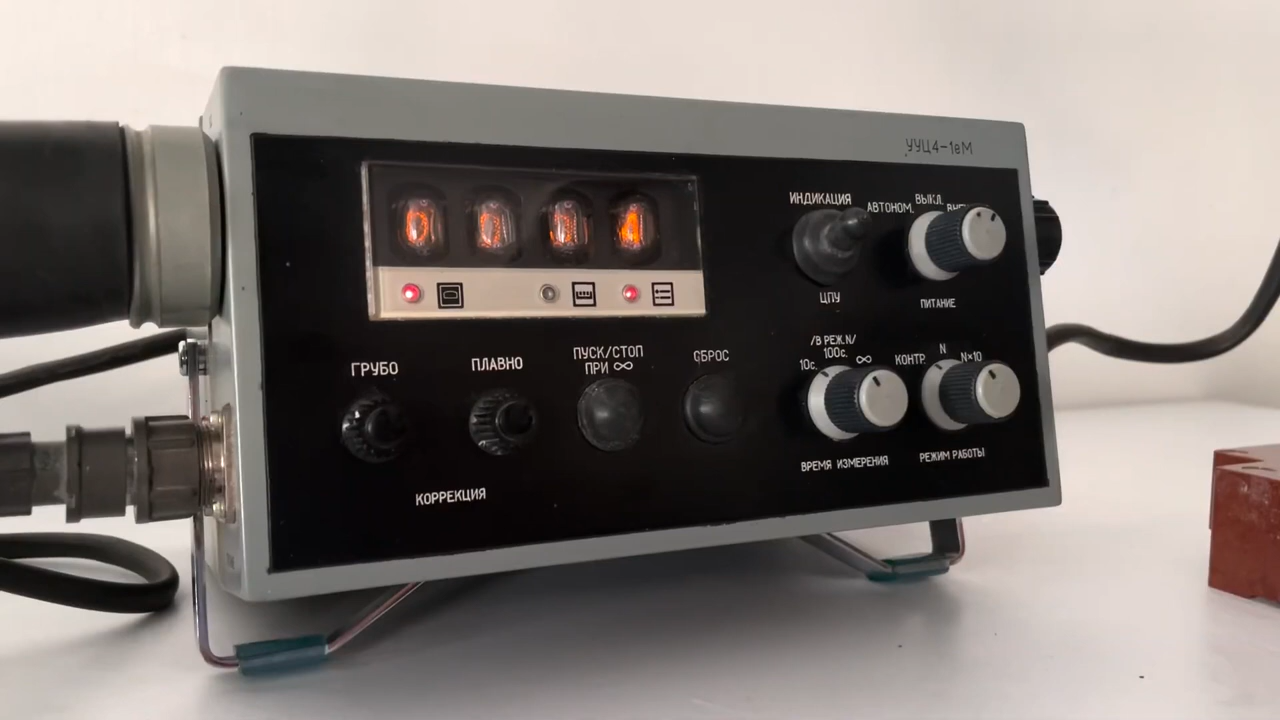 УУЦ4-1еМ
ИНДИКАЦИЯ
АВТОНОМ.
ВЫКЛ.
ЦПУ
ПИТАНИЕ
ГРУБО
ПЛАВНО
ПУСК/СТОП
ПРИ ∞
СБРОС
/В РЕЖ.N/
10с.
100с.
∞
КОНТР.
N
N×10
ВРЕМЯ ИЗМЕРЕНИЯ
РЕЖИМ РАБОТЫ
КОРРЕКЦИЯ